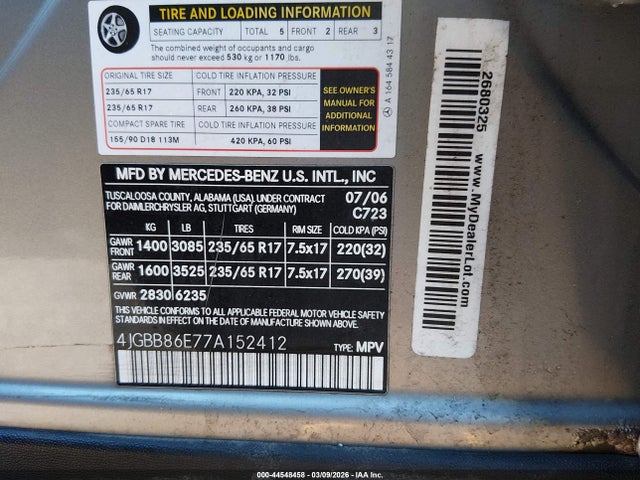 TIRE AND LOADING INFORMATION
SEATING CAPACITY TOTAL 5 FRONT 2 REAR 3
The combined weight of occupants and cargo
should never exceed 530 kg or 1170 lbs.
ORIGINAL TIRE SIZE COLD TIRE INFLATION PRESSURE
235/65 R17 FRONT 220 KPA, 32 PSI
235/65 R17 REAR 260 KPA, 38 PSI
COMPACT SPARE TIRE COLD TIRE INFLATION PRESSURE
155/90 D18 113M 420 KPA, 60 PSI
SEE OWNER'S
MANUAL FOR
ADDITIONAL
INFORMATION
A 164 584 43 17
MFD BY MERCEDES-BENZ U.S. INTL., INC
TUSCALOOSA COUNTY, ALABAMA (USA). UNDER CONTRACT
FOR DAIMLERCHRYSLER AG, STUTTGART (GERMANY)
07/06
C723
KG LB TIRES RIM SIZE COLD KPA (PSI)
GAWR FRONT 1400 3085 235/65 R17 7.5x17 220(32)
GAWR REAR 1600 3525 235/65 R17 7.5x17 270(39)
GVWR 2830 6235
THIS VEHICLE CONFORMS TO ALL APPLICABLE FEDERAL MOTOR VEHICLE SAFETY
STANDARDS IN EFFECT ON THE DATE OF MANUFACTURE SHOWN ABOVE.
4JGBB86E77A152412 TYPE: MPV
2680325 www.MyDealerLot.com
000-44548458 - 03/09/2026 - IAA Inc.